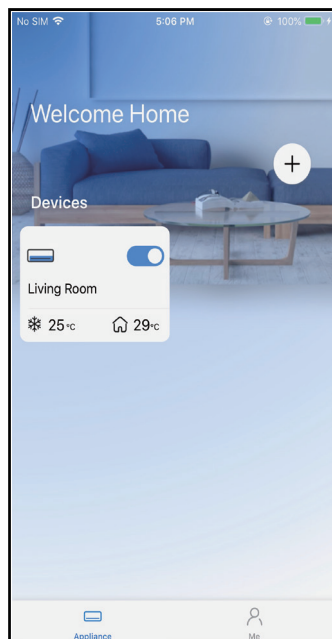 No SIM 5:06 PM 100%
Welcome Home
+
Devices
Living Room
25°C 29°C
Appliance Me